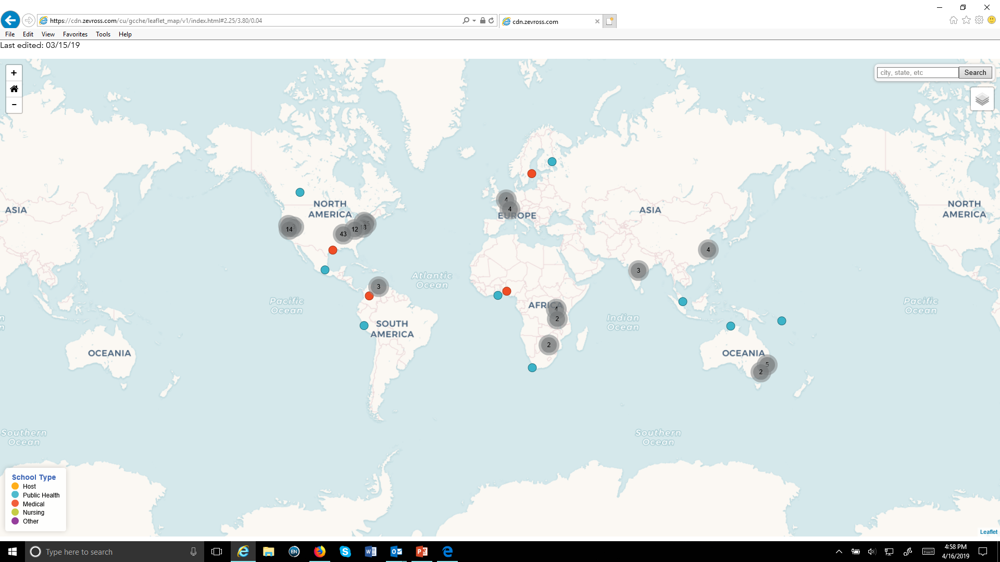 https://cdn.zevross.com/cu/gcche/leaflet_map/v1/index.html#2.25/3.80/0.04
cdn.zevross.com
File Edit View Favorites Tools Help
Last edited: 03/15/19
+
-
city, state, etc Search
NORTH
AMERICA
ASIA
ASIA
NORTH
AMERICA
4
4
EUROPE
14
43
12
18
4
3
3
Atlantic
Ocean
Pacific
Ocean
AFRICA
4
2
Indian
Ocean
Pacific
Ocean
SOUTH
AMERICA
2
OCEANIA
OCEANIA
5
2
Southern
Ocean
Southern
Ocean
School Type
Host
Public Health
Medical
Nursing
Other
Leaflet
Type here to search
EN
4:58 PM
4/16/2019